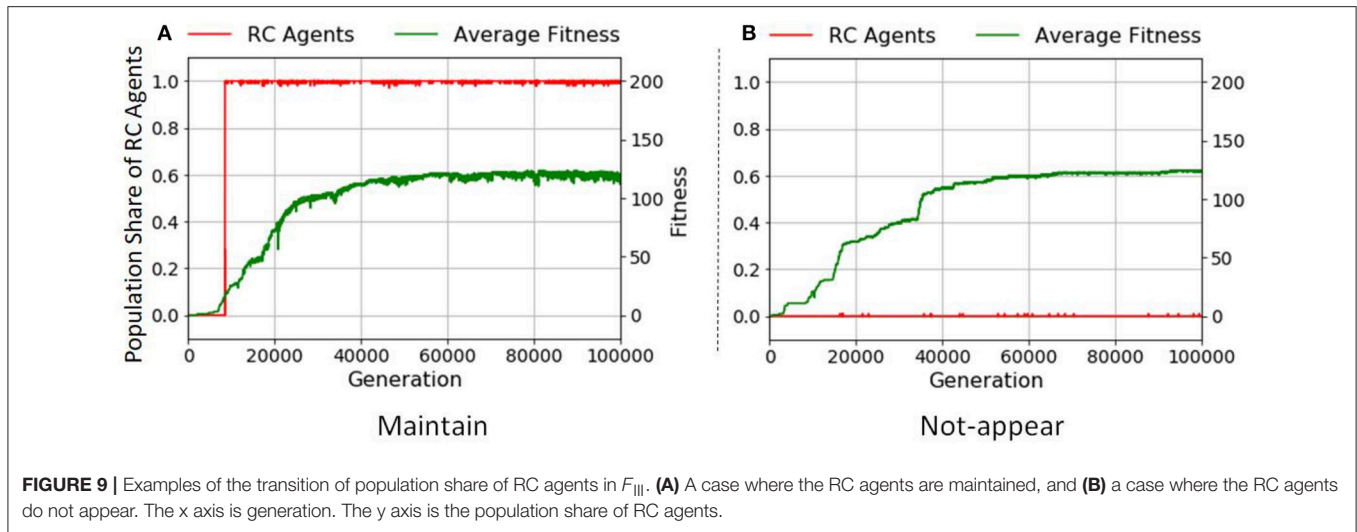 A
RC Agents
Average Fitness
Population Share of RC Agents
1.0
0.8
0.6
0.4
0.2
0.0
200
150
100
50
0
Fitness
0 20000 40000 60000 80000 100000
Generation
Maintain
B
RC Agents
Average Fitness
1.0
0.8
0.6
0.4
0.2
0.0
200
150
100
50
0
0 20000 40000 60000 80000 100000
Generation
Not-appear
FIGURE 9 | Examples of the transition of population share of RC agents in F_III. (A) A case where the RC agents are maintained, and (B) a case where the RC agents
do not appear. The x axis is generation. The y axis is the population share of RC agents.